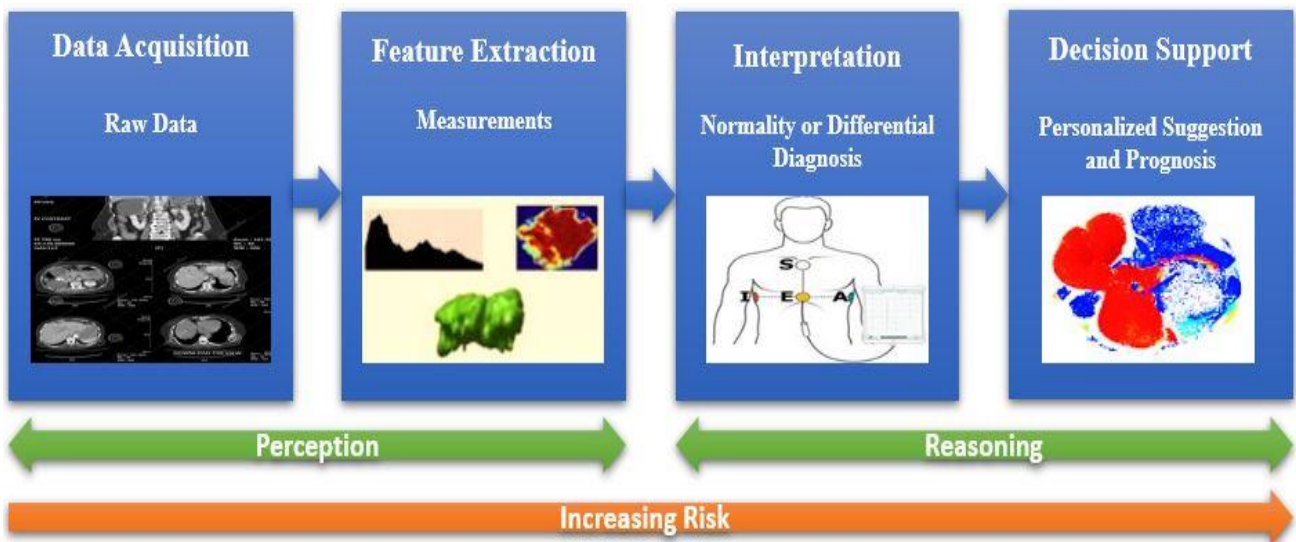 Data Acquisition
Raw Data
Feature Extraction
Measurements
Interpretation
Normality or Differential
Diagnosis
S
I
E
A
Decision Support
Personalized Suggestion
and Prognosis
Perception
Reasoning
Increasing Risk